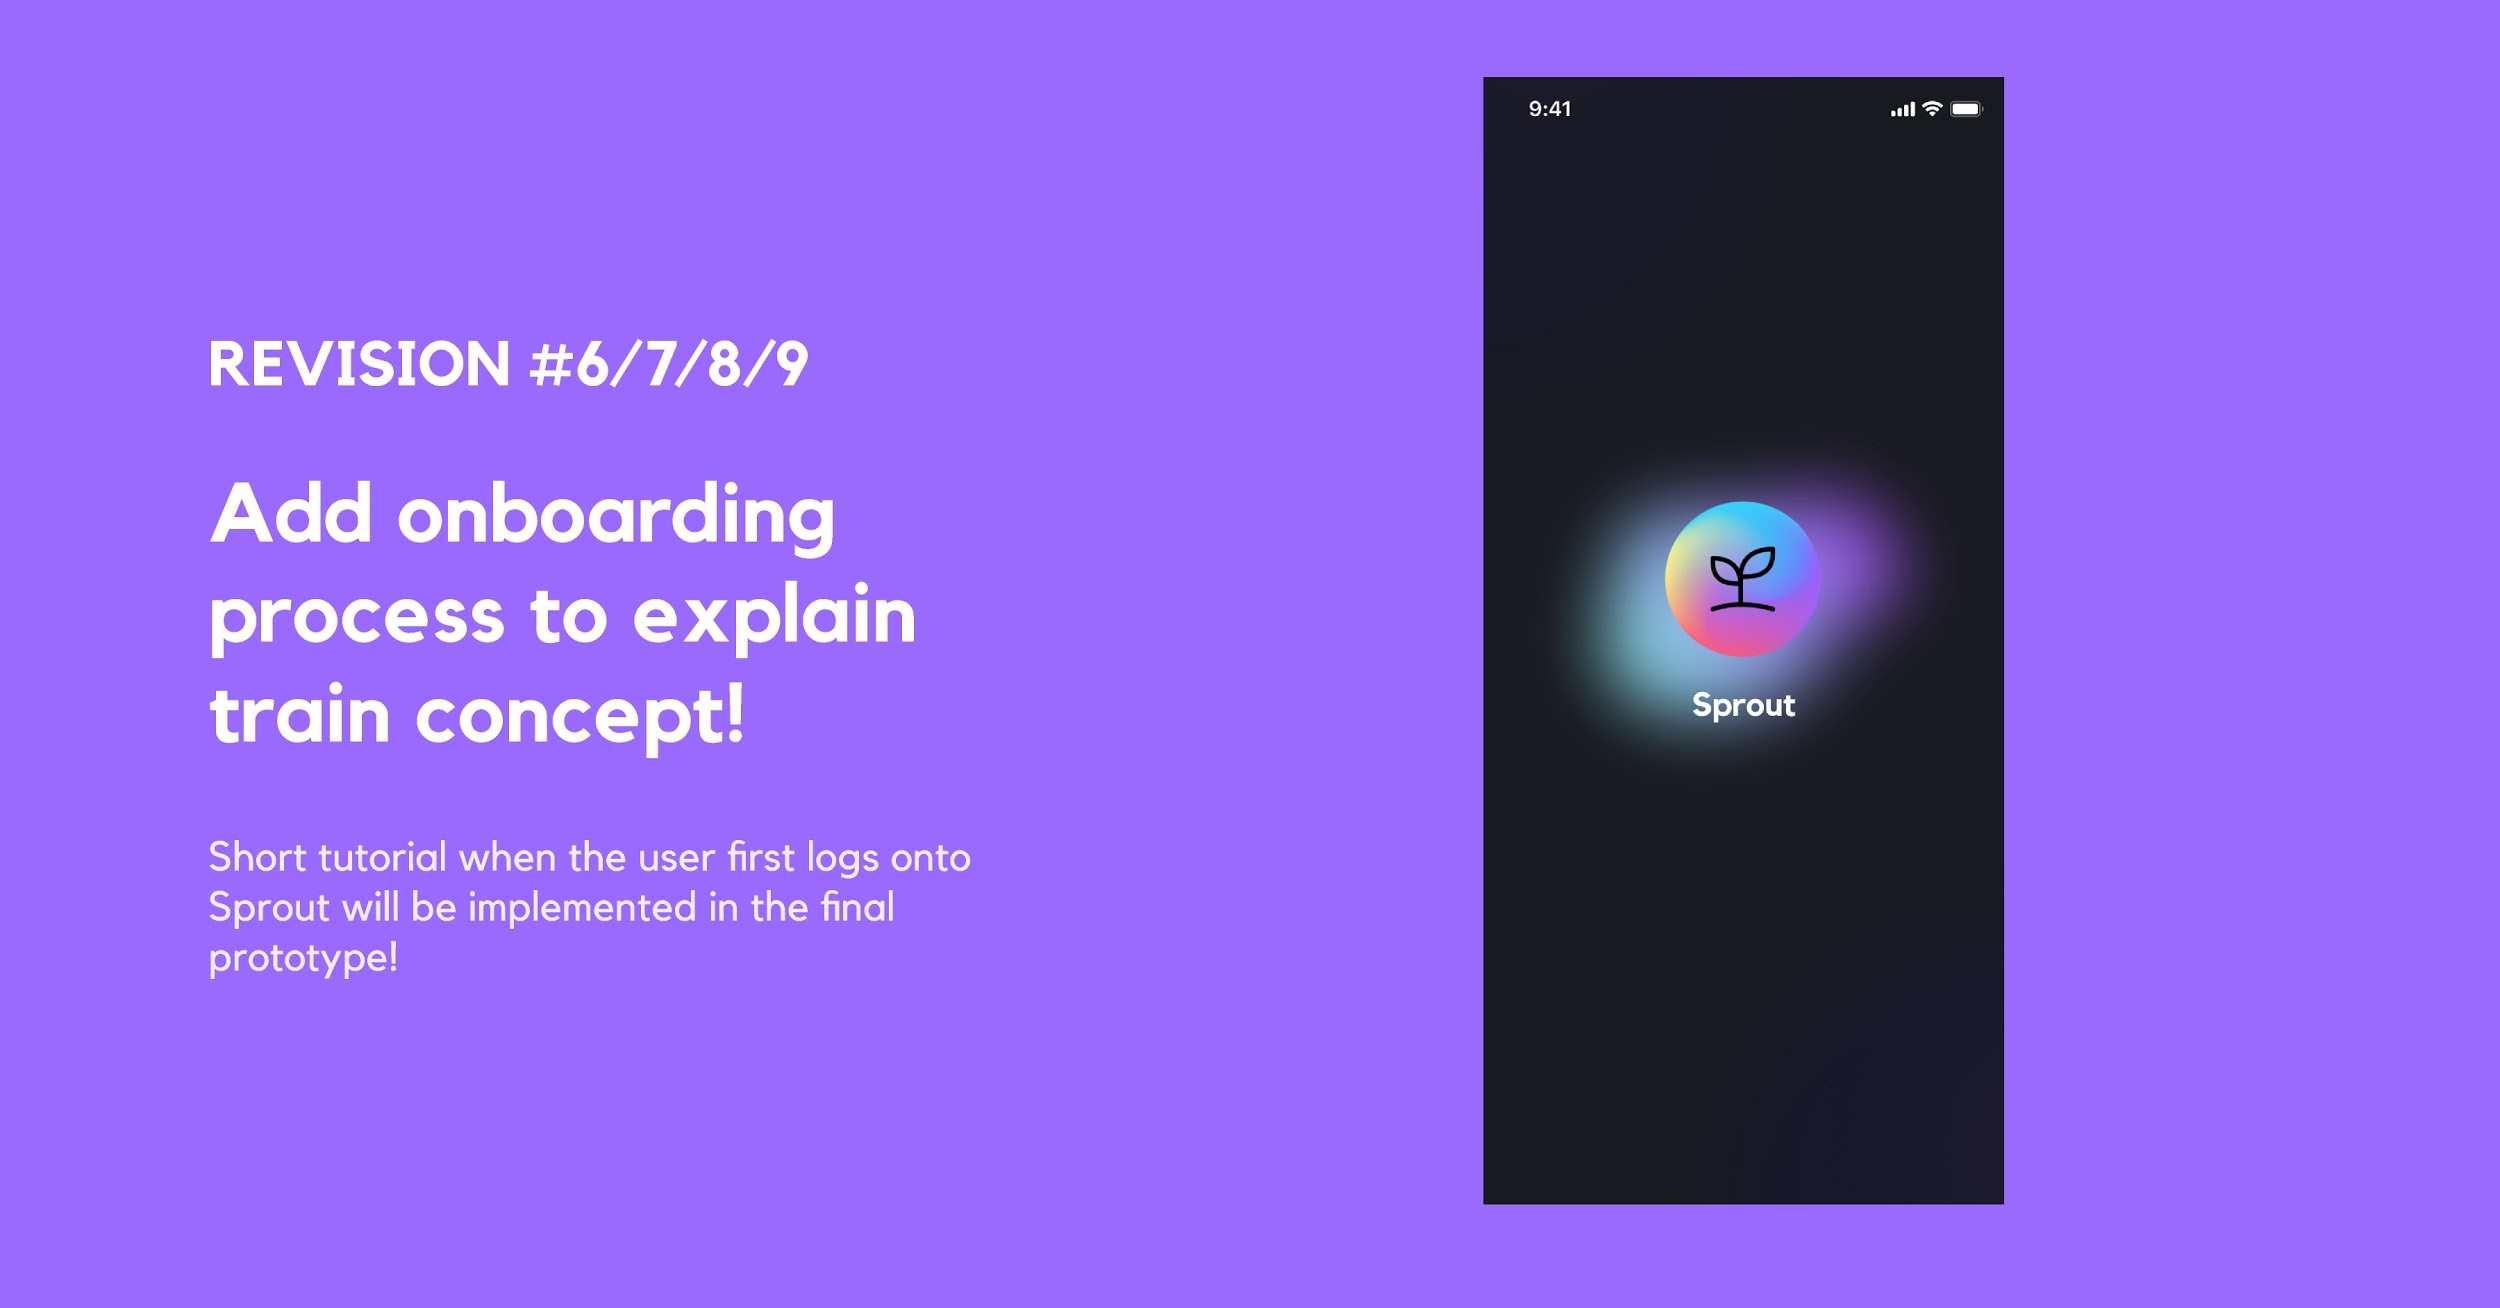 REVISION #6/7/8/9
Add onboarding
process to explain
train concept!
Short tutorial when the user first logs onto
Sprout will be implemented in the final
prototype!
9:41
Sprout